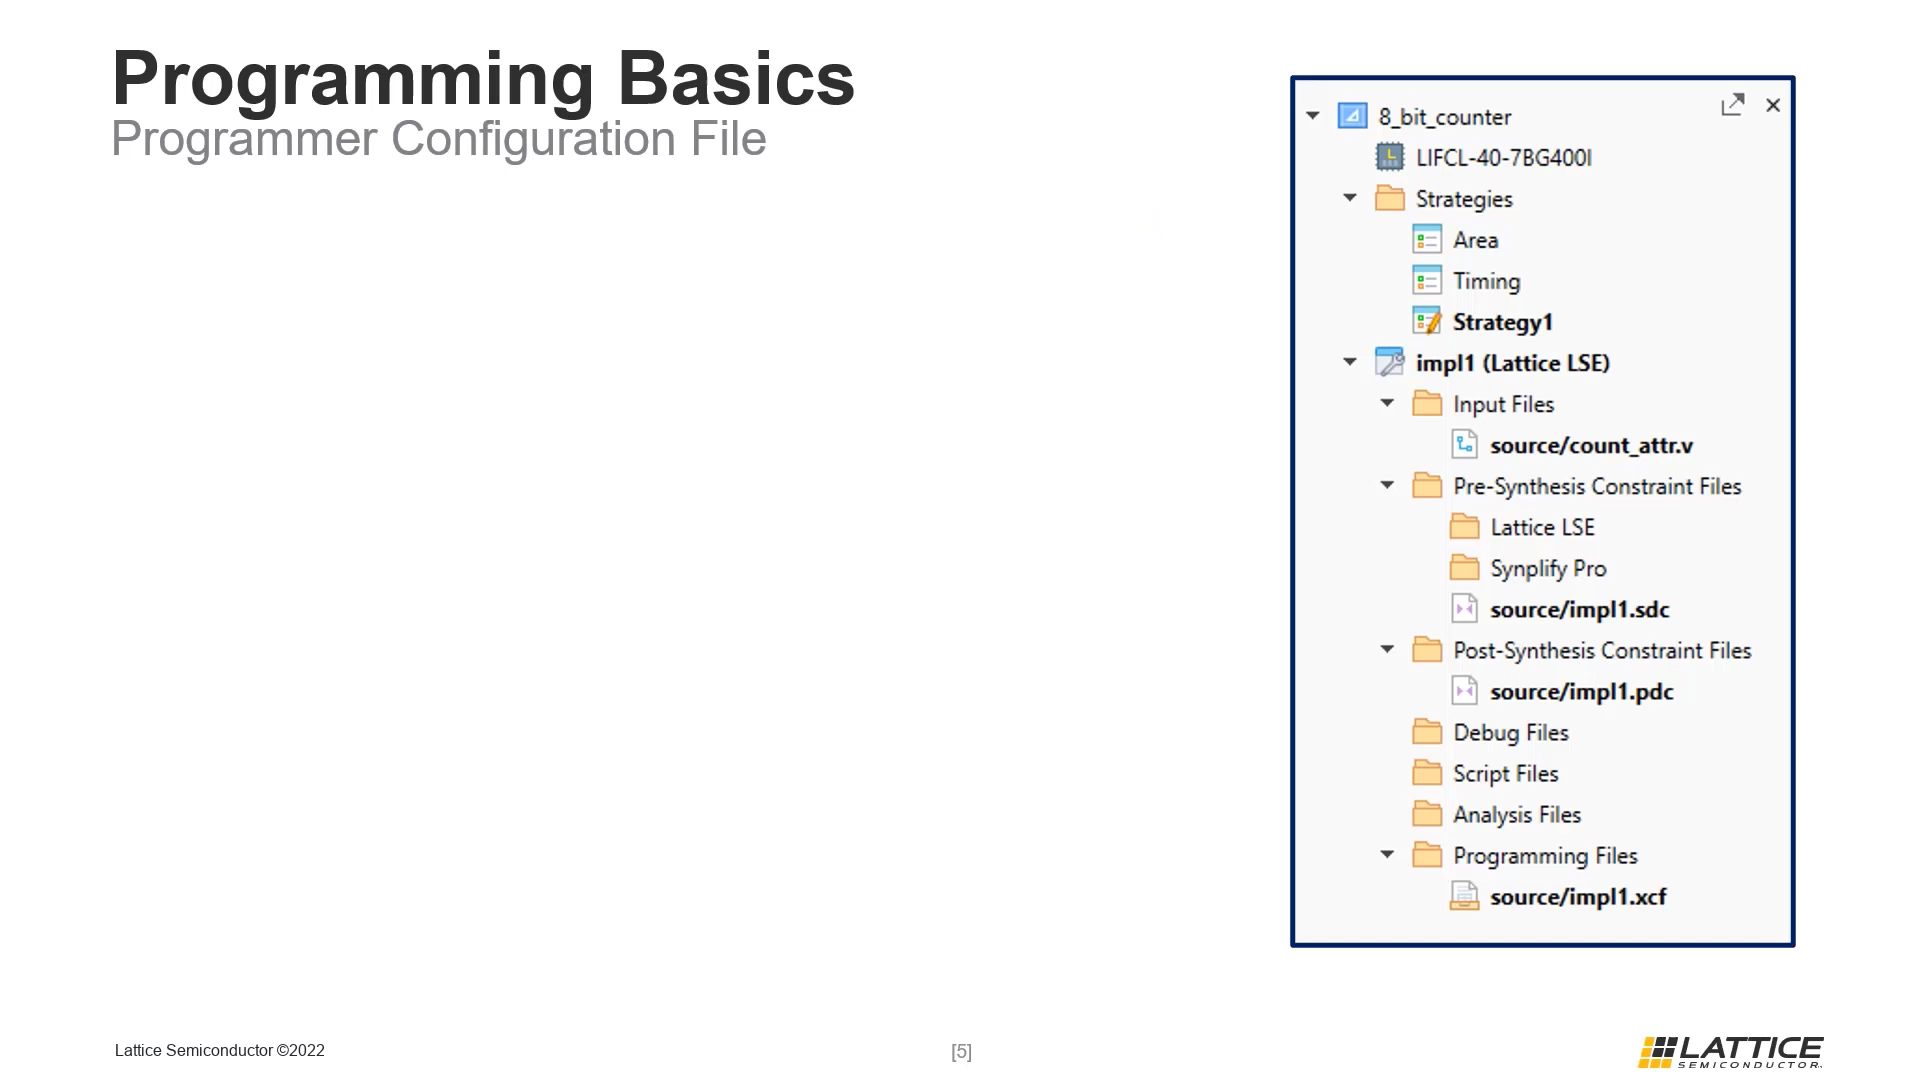 Programming Basics
Programmer Configuration File
8_bit_counter
LIFCL-40-7BG400I
Strategies
Area
Timing
Strategy1
impl1 (Lattice LSE)
Input Files
source/count_attr.v
Pre-Synthesis Constraint Files
Lattice LSE
Synplify Pro
source/impl1.sdc
Post-Synthesis Constraint Files
source/impl1.pdc
Debug Files
Script Files
Analysis Files
Programming Files
source/impl1.xcf
Lattice Semiconductor ©2022
[5]
LATTICE
SEMICONDUCTOR